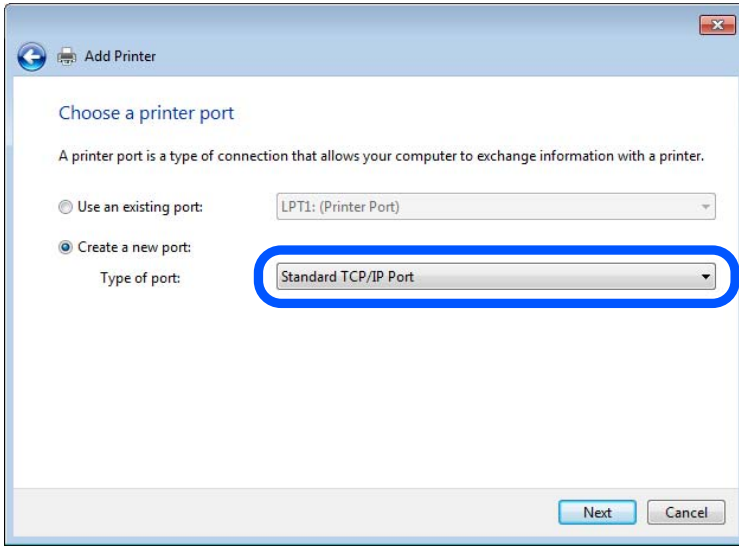 Add Printer
Choose a printer port
A printer port is a type of connection that allows your computer to exchange information with a printer.
Use an existing port: LPT1: (Printer Port)
Create a new port:
Type of port: Standard TCP/IP Port
Next Cancel